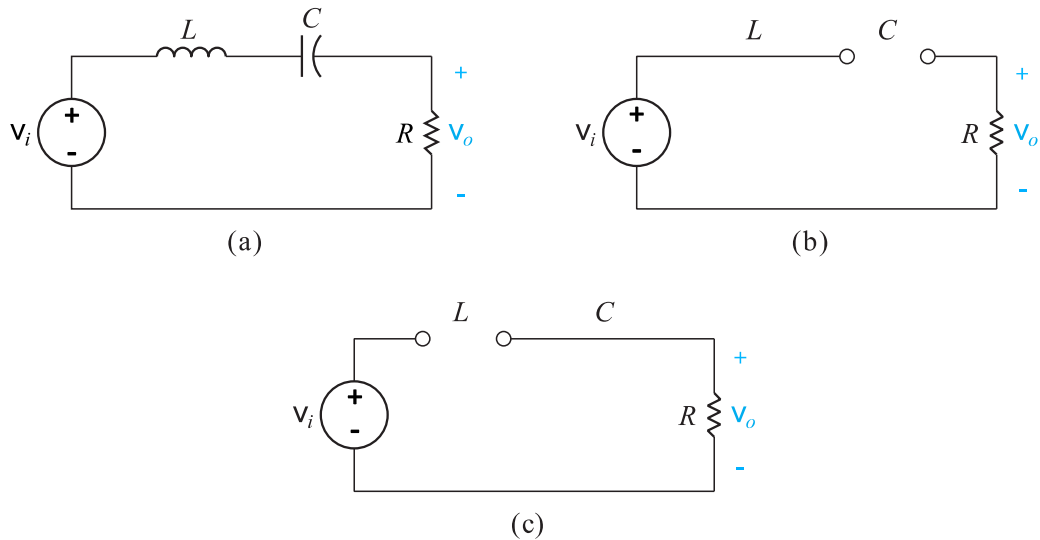 L C
+
-
v_i
R
+
v_o
-
(a)
L C
+
-
v_i
R
+
v_o
-
(b)
L C
+
-
v_i
R
+
v_o
-
(c)